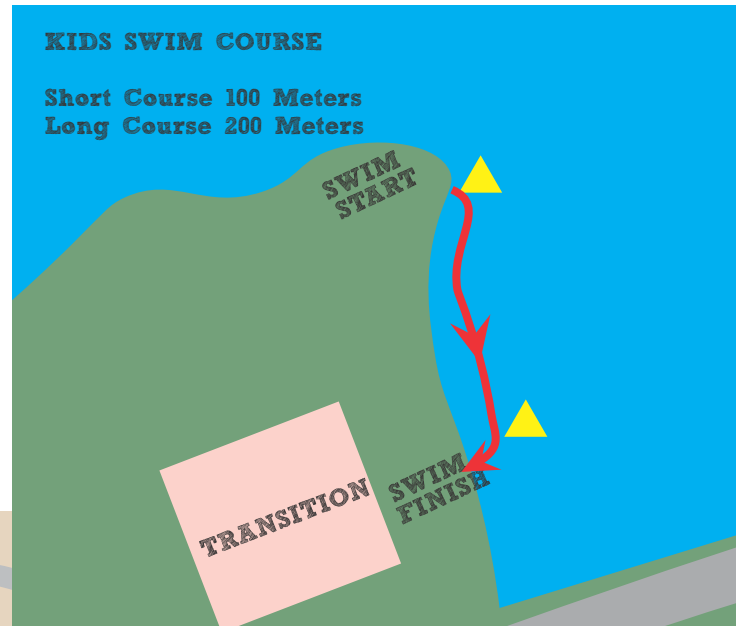 KIDS SWIM COURSE
Short Course 100 Meters
Long Course 200 Meters
SWIM
START
SWIM
FINISH
TRANSITION